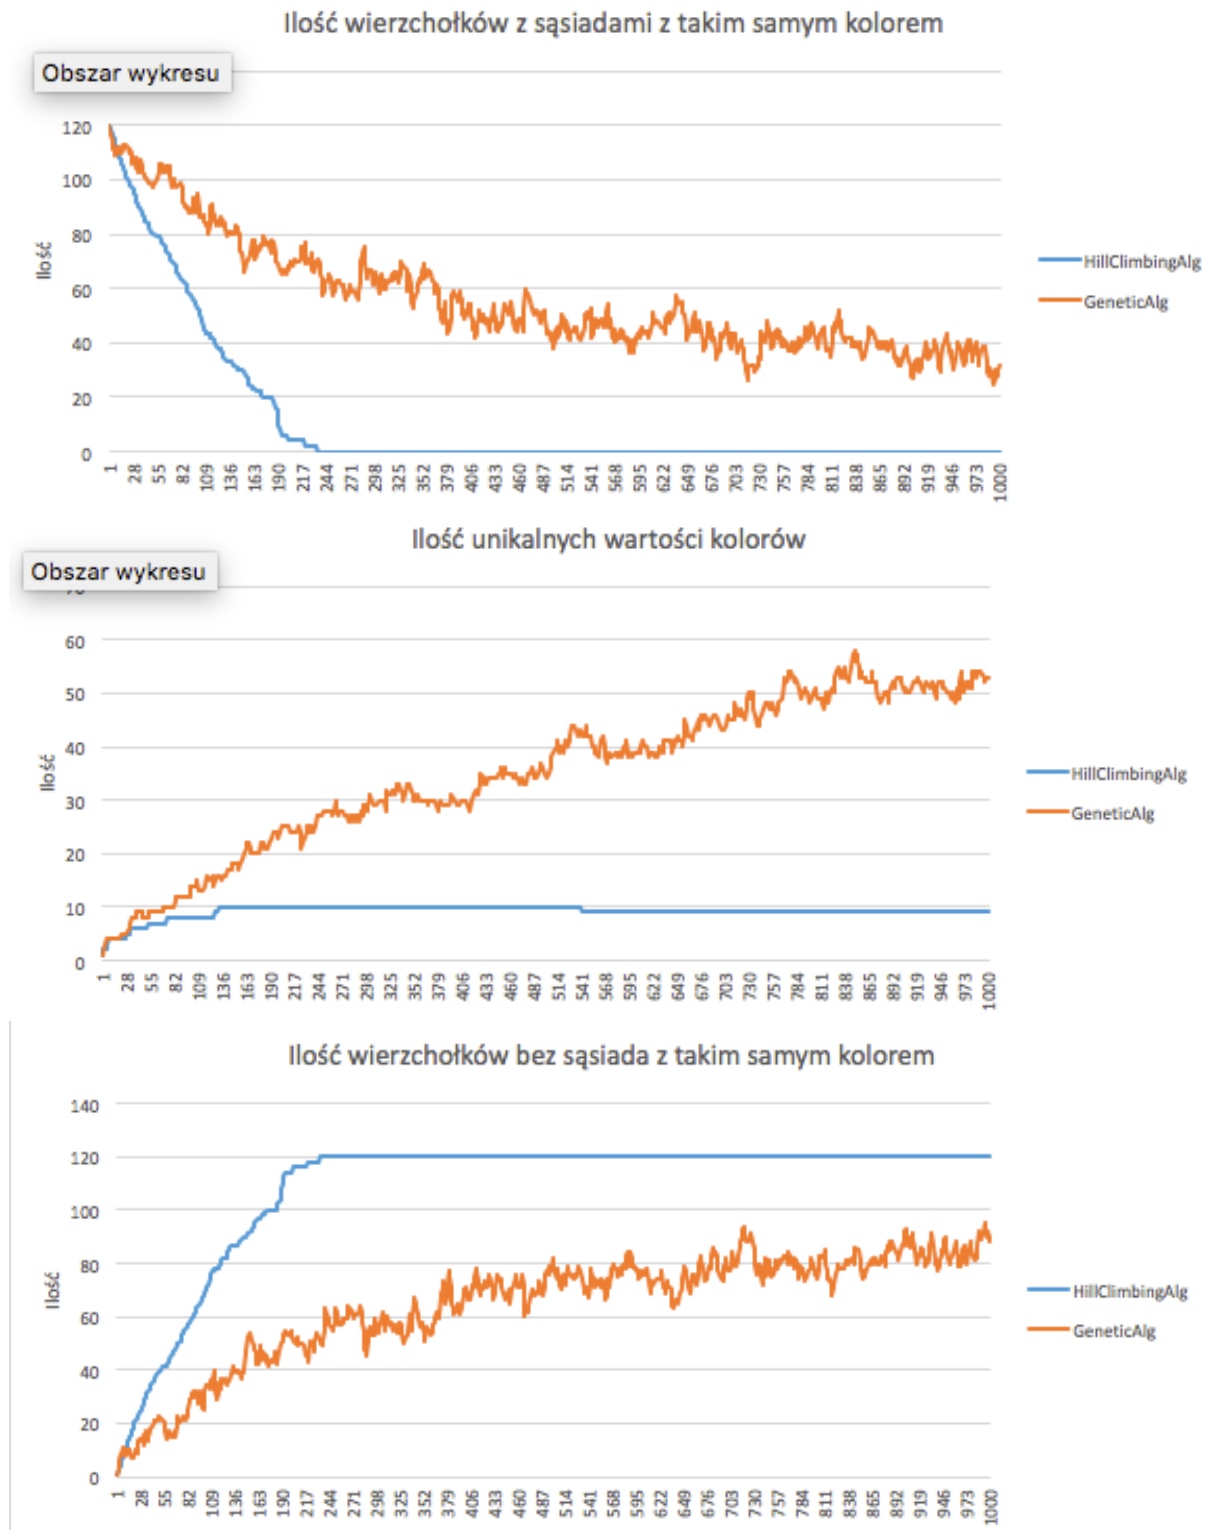 Ilość wierzchołków z sąsiadami z takim samym kolorem
Obszar wykresu
120
100
80
60
40
20
0
Ilość
1 28 55 82 109 136 163 190 217 244 271 298 325 352 379 406 433 460 487 514 541 568 595 622 649 676 703 730 757 784 811 838 865 892 919 946 973 1000
HillClimbingAlg
GeneticAlg
Ilość unikalnych wartości kolorów
Obszar wykresu
60
50
40
30
20
10
0
Ilość
1 28 55 82 109 136 163 190 217 244 271 298 325 352 379 406 433 460 487 514 541 568 595 622 649 676 703 730 757 784 811 838 865 892 919 946 973 1000
HillClimbingAlg
GeneticAlg
Ilość wierzchołków bez sąsiada z takim samym kolorem
140
120
100
80
60
40
20
0
Ilość
1 28 55 82 109 136 163 190 217 244 271 298 325 352 379 406 433 460 487 514 541 568 595 622 649 676 703 730 757 784 811 838 865 892 919 946 973 1000
HillClimbingAlg
GeneticAlg